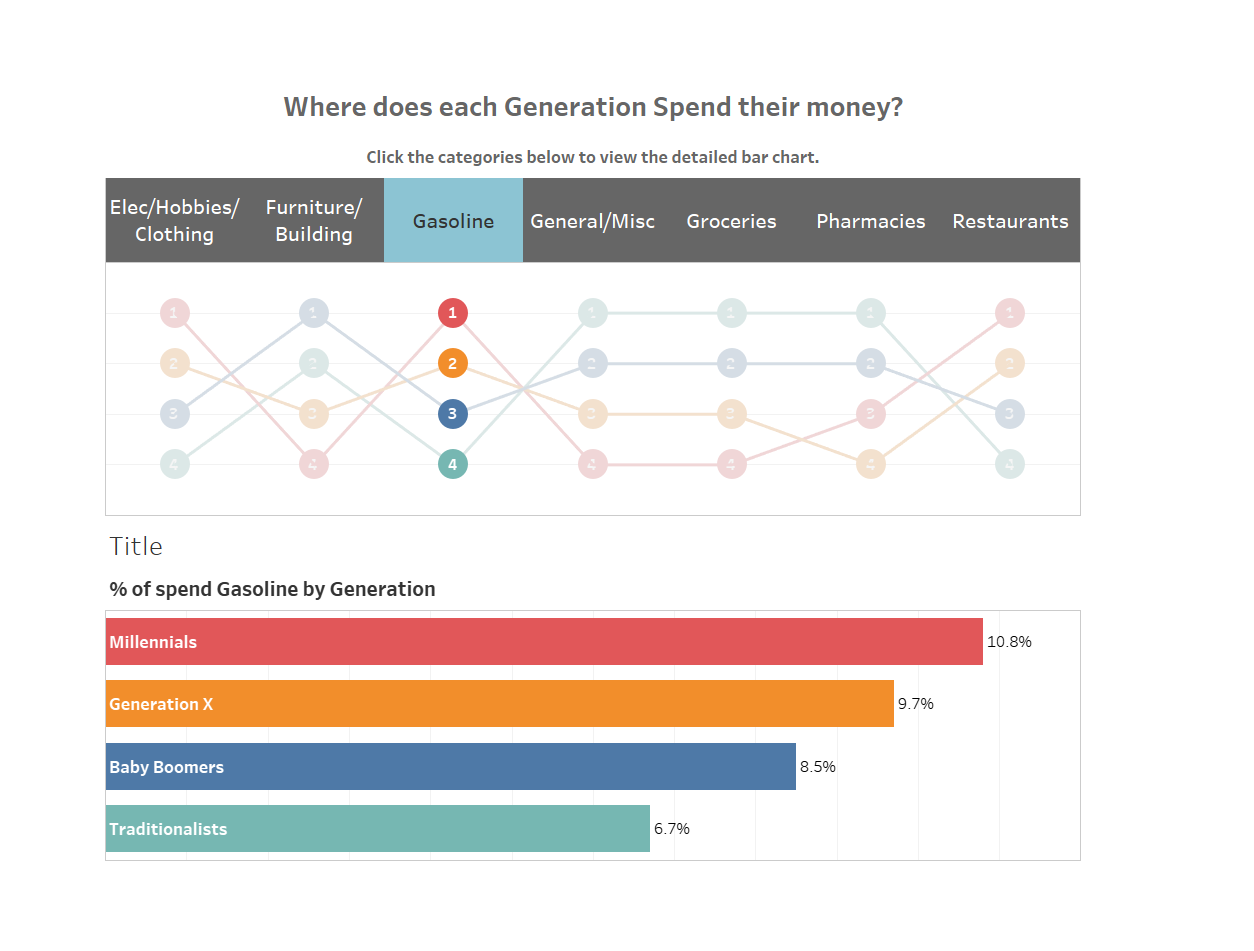 Where does each Generation Spend their money?
Click the categories below to view the detailed bar chart.
Elec/Hobbies/
Clothing
Furniture/
Building
Gasoline
General/Misc
Groceries
Pharmacies
Restaurants
1 1 1 1 1 1 1
2 2 2 2 2 2 2
3 3 3 3 3 3 3
4 4 4 4 4 4 4
Title
% of spend Gasoline by Generation
Millennials 10.8%
Generation X 9.7%
Baby Boomers 8.5%
Traditionalists 6.7%